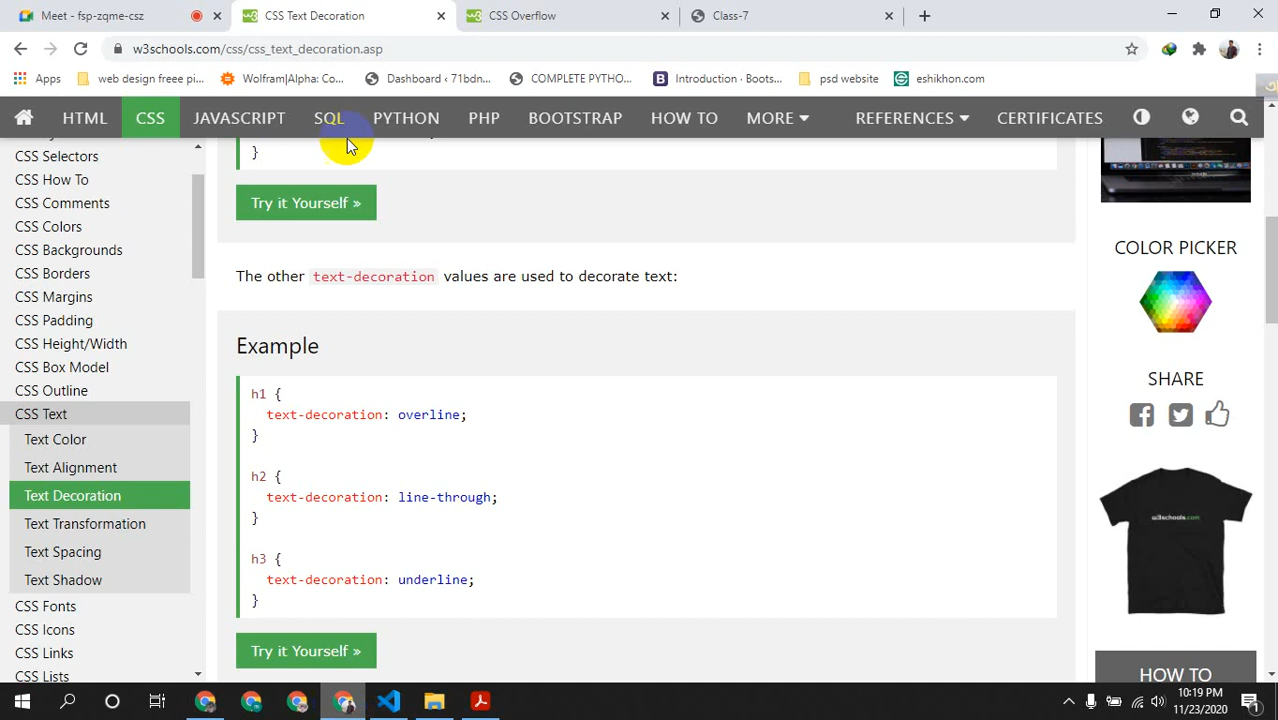 Meet - fsp-zqme-csz
CSS Text Decoration
CSS Overflow
Class-7
w3schools.com/css/css_text_decoration.asp
Apps
web design freee pi...
Wolfram|Alpha: Co...
Dashboard ‹ 71bdn...
COMPLETE PYTHO...
Introduction · Boots...
psd website
eshikhon.com
HTML
CSS
JAVASCRIPT
SQL
PYTHON
PHP
BOOTSTRAP
HOW TO
MORE
REFERENCES
CERTIFICATES
CSS Selectors
CSS How To
CSS Comments
CSS Colors
CSS Backgrounds
CSS Borders
CSS Margins
CSS Padding
CSS Height/Width
CSS Box Model
CSS Outline
CSS Text
Text Color
Text Alignment
Text Decoration
Text Transformation
Text Spacing
Text Shadow
CSS Fonts
CSS Icons
CSS Links
CSS Lists
}
Try it Yourself »
The other text-decoration values are used to decorate text:
Example
h1 {
text-decoration: overline;
}
h2 {
text-decoration: line-through;
}
h3 {
text-decoration: underline;
}
Try it Yourself »
COLOR PICKER
SHARE
w3schools.com
HOW TO
10:19 PM
11/23/2020
1